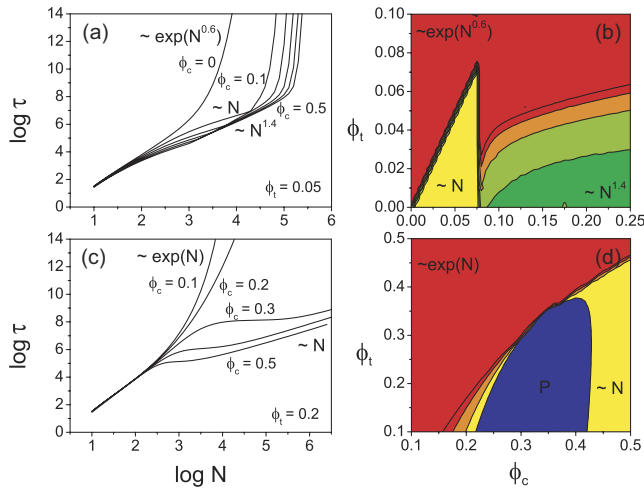 (a)
~ exp(N^0.6)
ϕc = 0
ϕc = 0.1
~ N
ϕc = 0.5
~ N^1.4
ϕt = 0.05
log τ
14
12
10
8
6
4
2
0
0 1 2 3 4 5 6
(b)
~exp(N^0.6)
~ N
~ N^1.4
ϕt
0.10
0.08
0.06
0.04
0.02
0.00
0.00 0.05 0.10 0.15 0.20 0.25
(c)
~ exp(N)
ϕc = 0.1
ϕc = 0.2
ϕc = 0.3
ϕc = 0.5
~ N
ϕt = 0.2
log τ
14
12
10
8
6
4
2
0
0 1 2 3 4 5 6
log N
(d)
~exp(N)
P
~ N
ϕt
0.5
0.4
0.3
0.2
0.1
0.1 0.2 0.3 0.4 0.5
ϕc